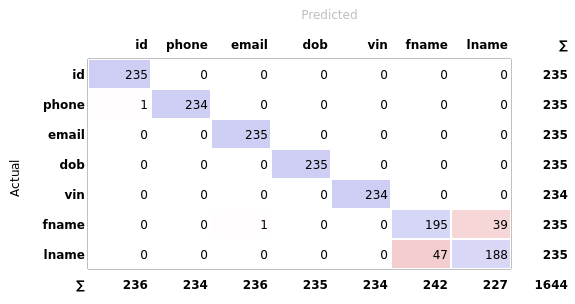 Predicted
id phone email dob vin fname lname Σ
id 235 0 0 0 0 0 0 235
phone 1 234 0 0 0 0 0 235
email 0 0 235 0 0 0 0 235
dob 0 0 0 235 0 0 0 235
vin 0 0 0 0 234 0 0 234
fname 0 0 1 0 0 195 39 235
lname 0 0 0 0 0 47 188 235
Σ 236 234 236 235 234 242 227 1644
Actual